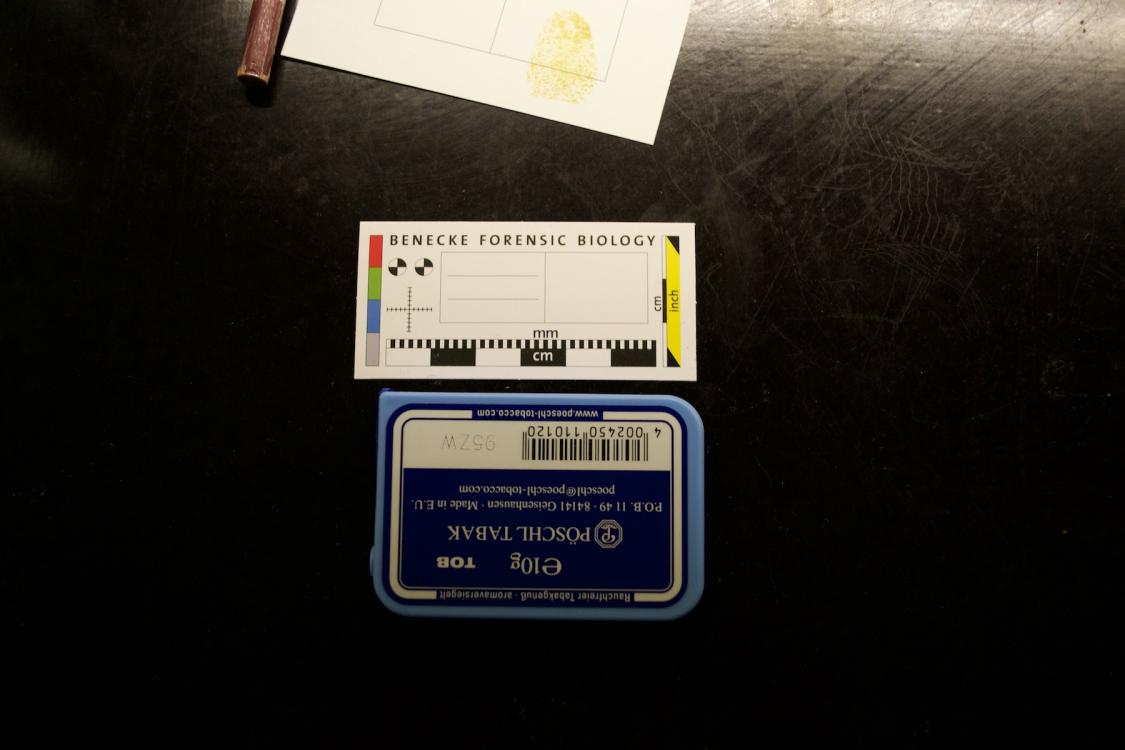 BENECKE FORENSIC BIOLOGY
mm
cm
cm
inch
Rauchfreier Tabakgenuß · aromaversiegelt
℮10g TOB
PÖSCHL TABAK
P.O.B. 11 49 · 84141 Geisenhausen · Made in E.U.
poeschl@poeschl-tobacco.com
4 002450 110120
95ZW
www.poeschl-tobacco.com